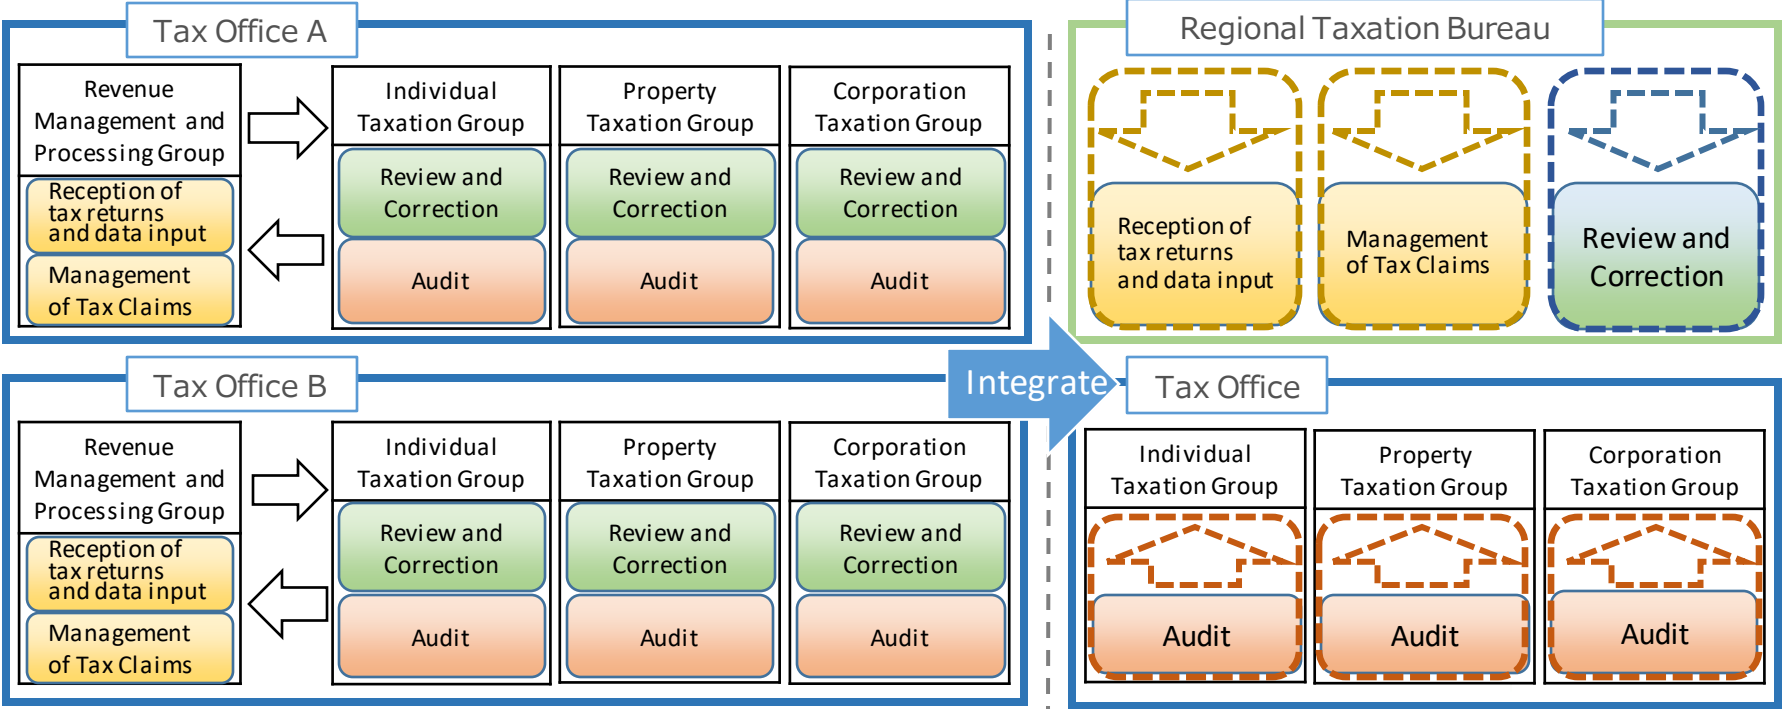 Tax Office A
Revenue
Management and
Processing Group
Reception of
tax returns
and data input
Management
of Tax Claims
Individual
Taxation Group
Review and
Correction
Audit
Property
Taxation Group
Review and
Correction
Audit
Corporation
Taxation Group
Review and
Correction
Audit
Tax Office B
Revenue
Management and
Processing Group
Reception of
tax returns
and data input
Management
of Tax Claims
Individual
Taxation Group
Review and
Correction
Audit
Property
Taxation Group
Review and
Correction
Audit
Corporation
Taxation Group
Review and
Correction
Audit
Integrate
Regional Taxation Bureau
Reception of
tax returns
and data input
Management
of Tax Claims
Review and
Correction
Tax Office
Individual
Taxation Group
Audit
Property
Taxation Group
Audit
Corporation
Taxation Group
Audit